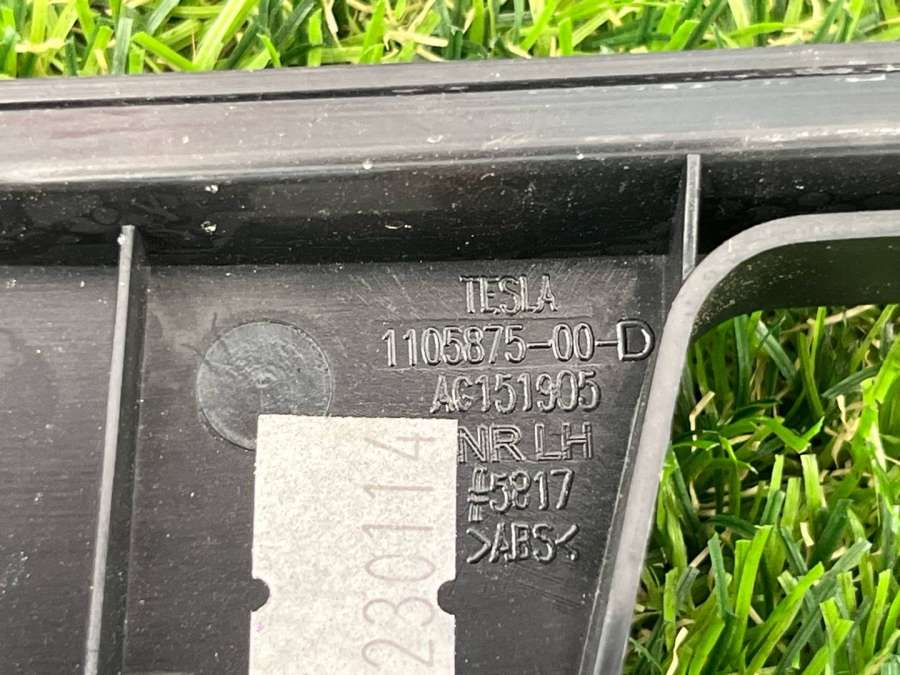 TESLA
1105875-00-D
AC151905
NR LH
5817
>ABS<
230114